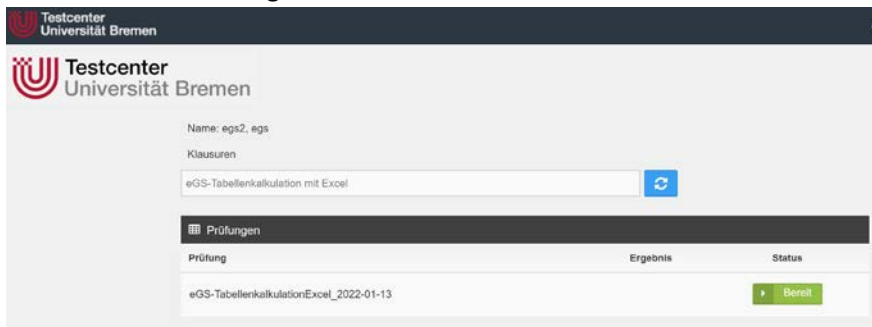 Testcenter
Universität Bremen
Testcenter
Universität Bremen
Name: egs2, egs
Klausuren
eGS-Tabellenkalkulation mit Excel
Prüfungen
Prüfung Ergebnis Status
eGS-TabellenkalkulationExcel_2022-01-13 Bereit